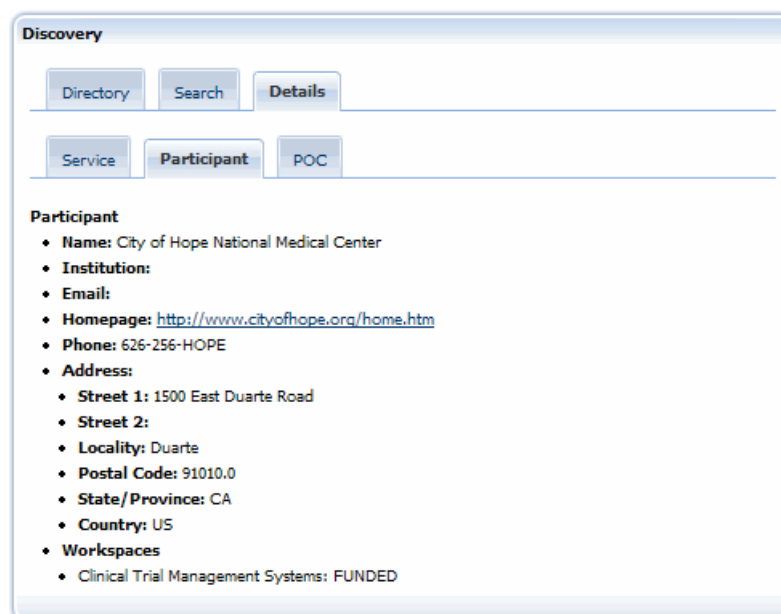 Discovery
Directory Search Details
Service Participant POC
Participant
• Name: City of Hope National Medical Center
• Institution:
• Email:
• Homepage: http://www.cityofhope.org/home.htm
• Phone: 626-256-HOPE
• Address:
• Street 1: 1500 East Duarte Road
• Street 2:
• Locality: Duarte
• Postal Code: 91010.0
• State/Province: CA
• Country: US
• Workspaces
• Clinical Trial Management Systems: FUNDED